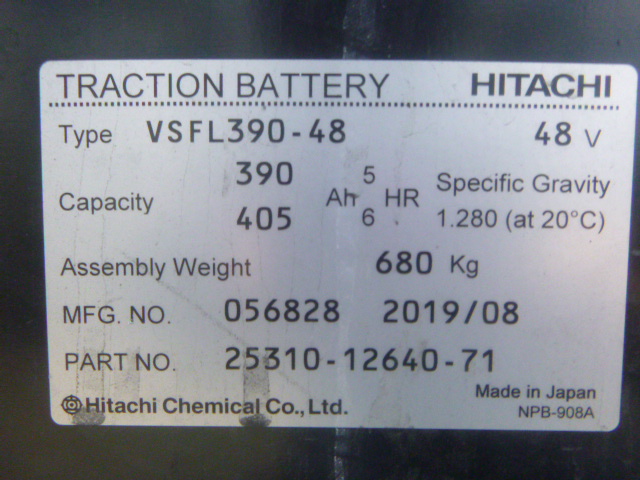 TRACTION BATTERY HITACHI
Type VSFL390-48 48 V
Capacity 390 Ah 5 HR Specific Gravity
405 6 1.280 (at 20°C)
Assembly Weight 680 Kg
MFG. NO. 056828 2019/08
PART NO. 25310-12640-71
Made in Japan
Hitachi Chemical Co., Ltd. NPB-908A